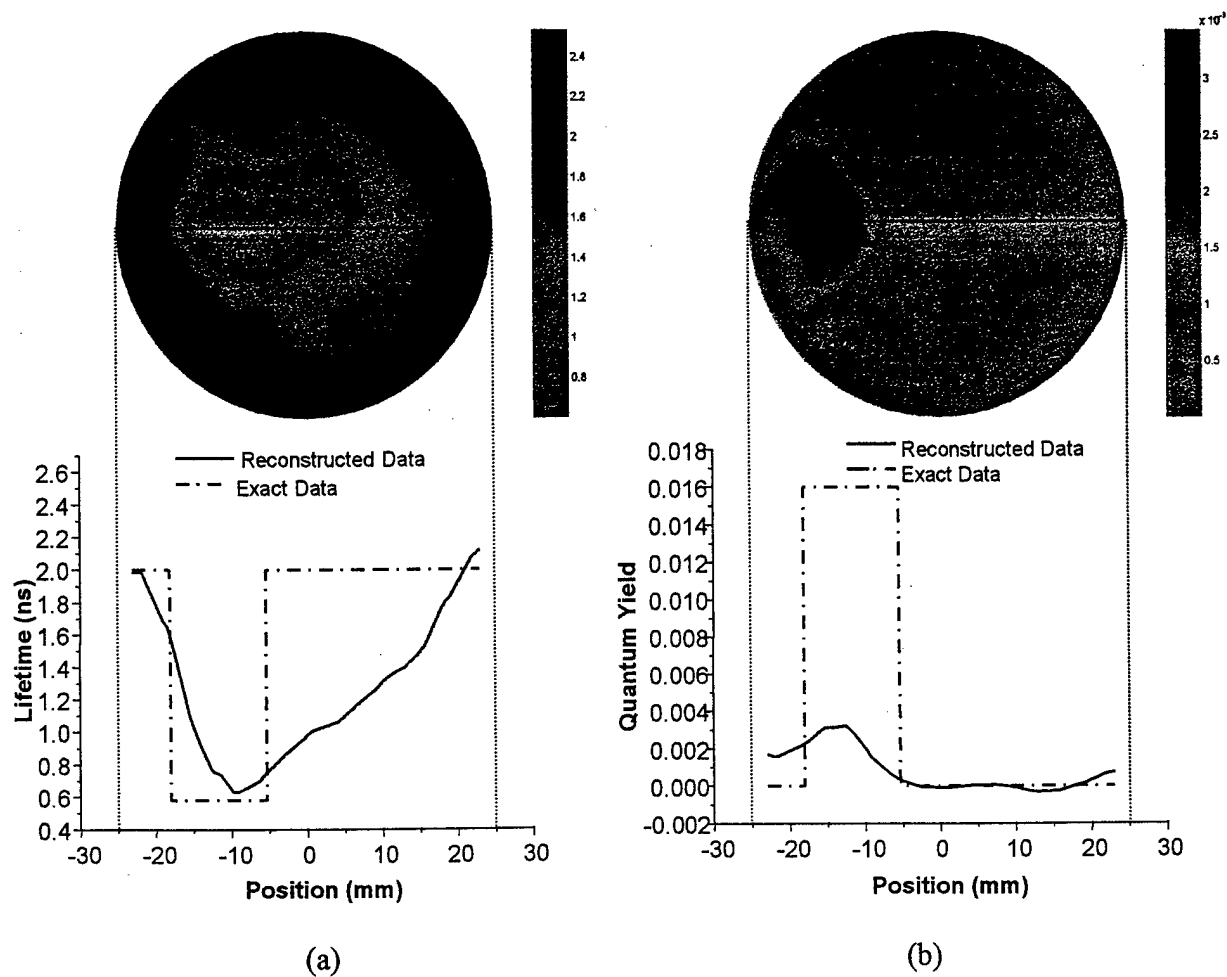 2.4
2.2
2
1.8
1.6
1.4
1.2
1
0.8
x 10⁻³
3
2.5
2
1.5
1
0.5
Reconstructed Data
Exact Data
2.6
2.4
2.2
2.0
1.8
1.6
1.4
1.2
1.0
0.8
0.6
0.4
Lifetime (ns)
-30 -20 -10 0 10 20 30
Position (mm)
(a)
Reconstructed Data
Exact Data
0.018
0.016
0.014
0.012
0.010
0.008
0.006
0.004
0.002
0.000
-0.002
Quantum Yield
-30 -20 -10 0 10 20 30
Position (mm)
(b)